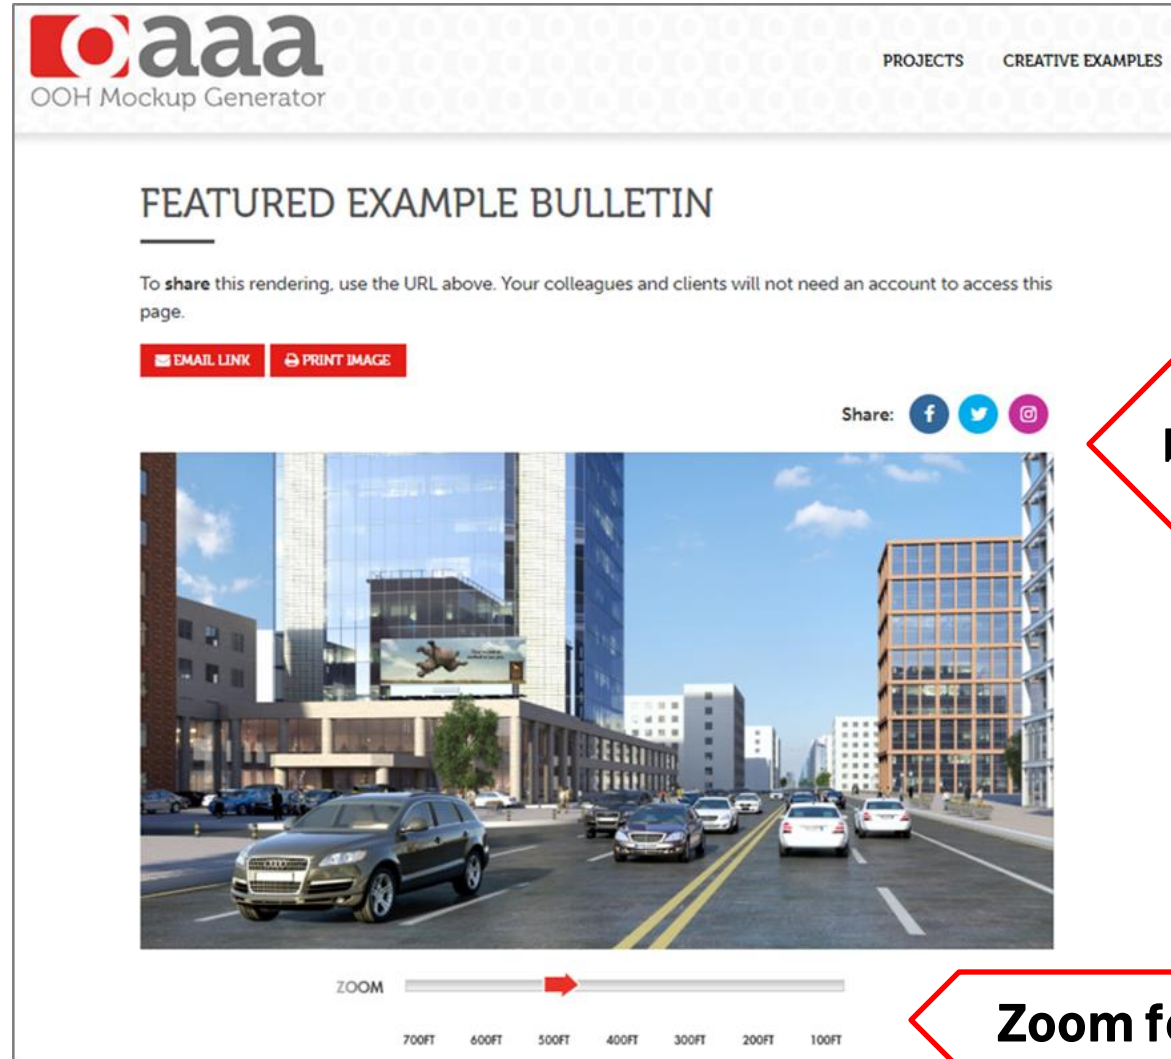 oaaa
OOH Mockup Generator
PROJECTS CREATIVE EXAMPLES
FEATURED EXAMPLE BULLETIN
To share this rendering, use the URL above. Your colleagues and clients will not need an account to access this
page.
EMAIL LINK PRINT IMAGE
Share:
ZOOM
700FT 600FT 500FT 400FT 300FT 200FT 100FT
Zoom